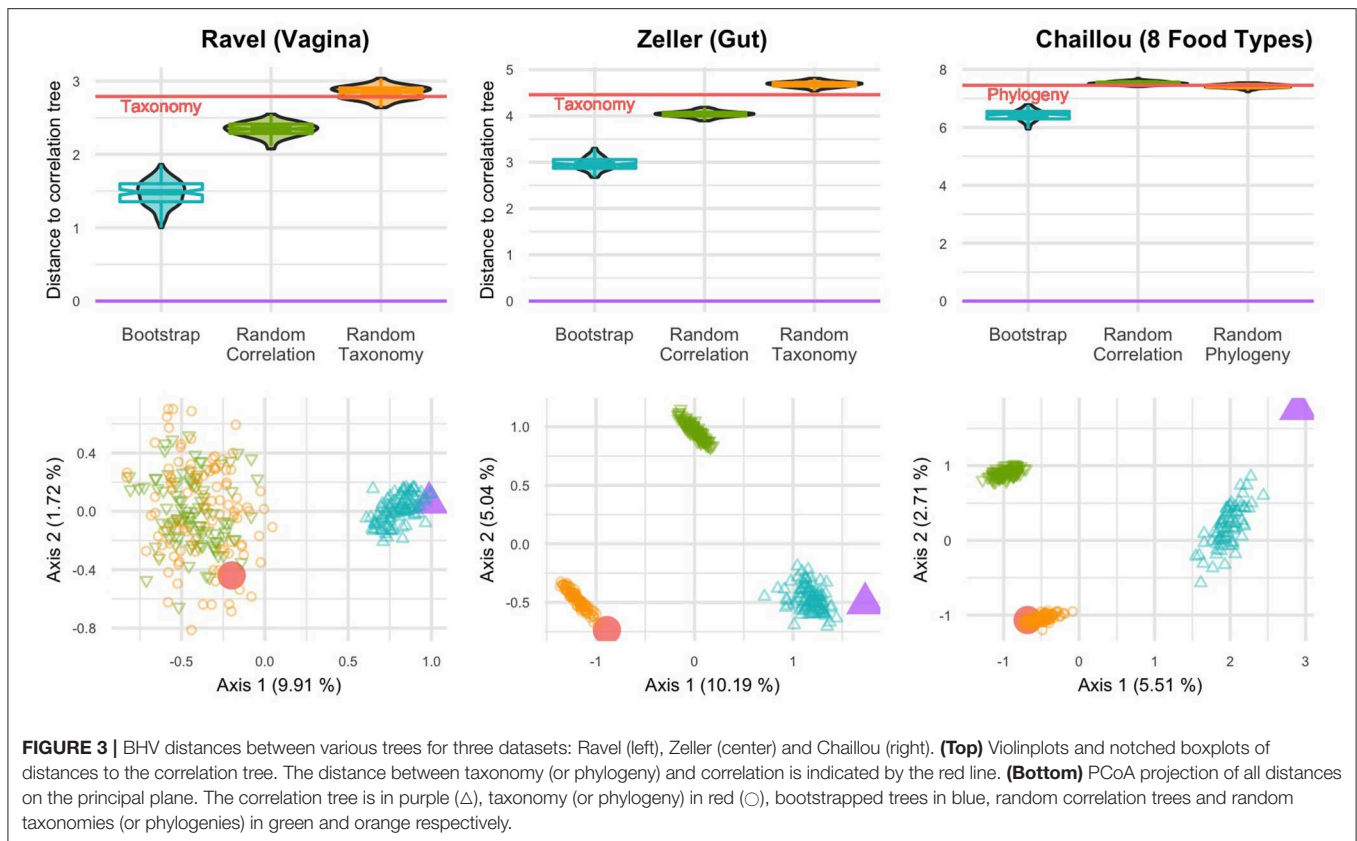 Ravel (Vagina)
Zeller (Gut)
Chaillou (8 Food Types)
Distance to correlation tree
3
2
1
0
Taxonomy
Bootstrap
Random
Correlation
Random
Taxonomy
Distance to correlation tree
5
4
3
2
1
0
Taxonomy
Bootstrap
Random
Correlation
Random
Taxonomy
8
6
4
2
0
Phylogeny
Bootstrap
Random
Correlation
Random
Phylogeny
Axis 2 (1.72 %)
0.4
0.0
-0.4
-0.8
-0.5
0.0
0.5
1.0
Axis 1 (9.91 %)
Axis 2 (5.04 %)
1.0
0.5
0.0
-0.5
-1
0
1
Axis 1 (10.19 %)
Axis 2 (2.71 %)
1
0
-1
-1
0
1
2
3
Axis 1 (5.51 %)
FIGURE 3 | BHV distances between various trees for three datasets: Ravel (left), Zeller (center) and Chaillou (right). (Top) Violinplots and notched boxplots of
distances to the correlation tree. The distance between taxonomy (or phylogeny) and correlation is indicated by the red line. (Bottom) PCoA projection of all distances
on the principal plane. The correlation tree is in purple (△), taxonomy (or phylogeny) in red (○), bootstrapped trees in blue, random correlation trees and random
taxonomies (or phylogenies) in green and orange respectively.